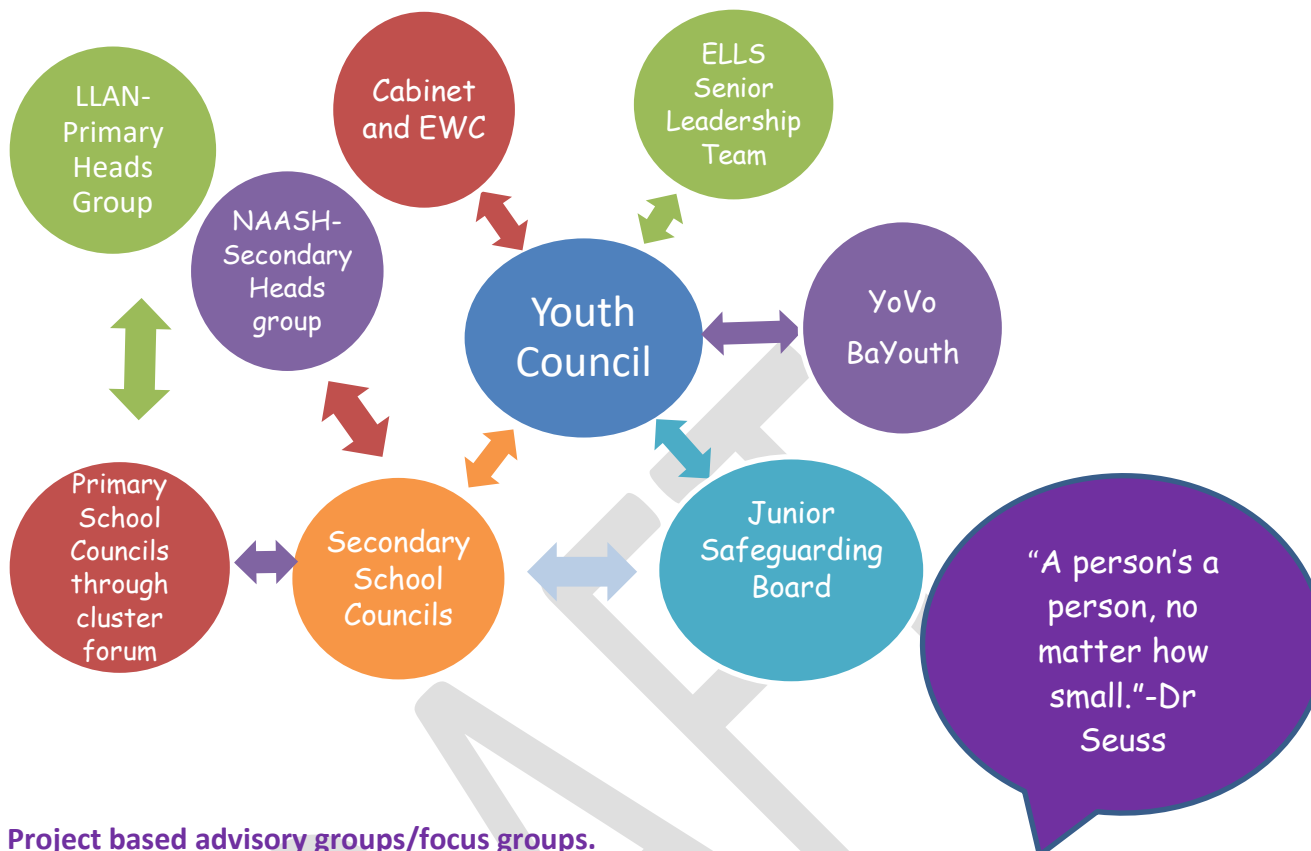 LLAN-
Primary
Heads
Group
Cabinet
and EWC
ELLS
Senior
Leadership
Team
NAASH-
Secondary
Heads
group
Youth
Council
YoVo
BaYouth
Primary
School
Councils
through
cluster
forum
Secondary
School
Councils
Junior
Safeguarding
Board
“A person’s a
person, no
matter how
small.”-Dr
Seuss
Project based advisory groups/focus groups.